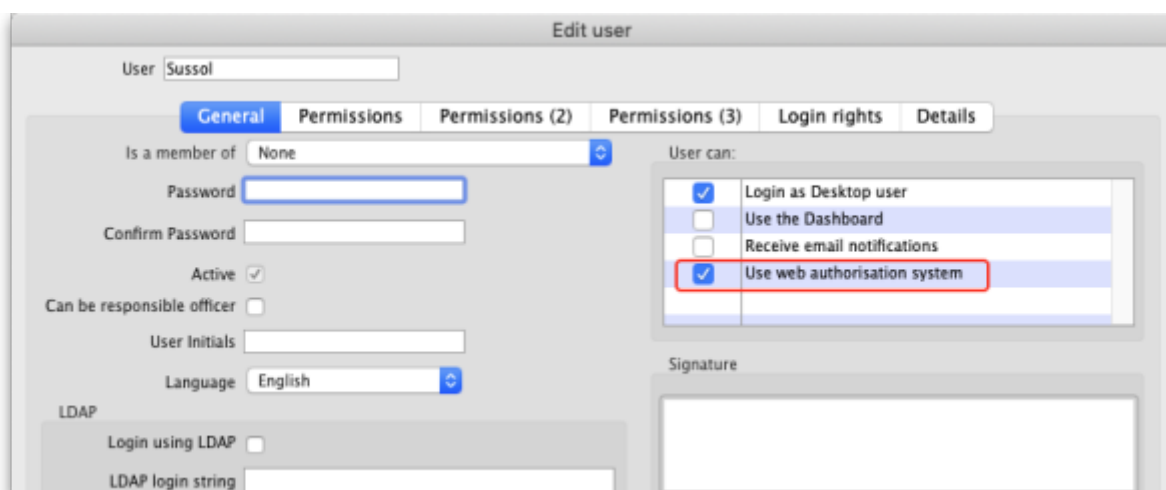 Edit user
User Sussol
General Permissions Permissions (2) Permissions (3) Login rights Details
Is a member of None
Password
Confirm Password
Active
Can be responsible officer
User Initials
Language English
LDAP
Login using LDAP
LDAP login string
User can:
Login as Desktop user
Use the Dashboard
Receive email notifications
Use web authorisation system
Signature